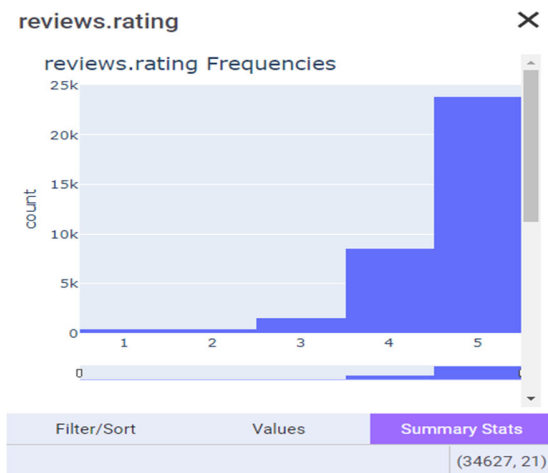 reviews.rating
reviews.rating Frequencies
25k
20k
15k
10k
5k
0
count
1 2 3 4 5
Filter/Sort Values Summary Stats
(34627, 21)